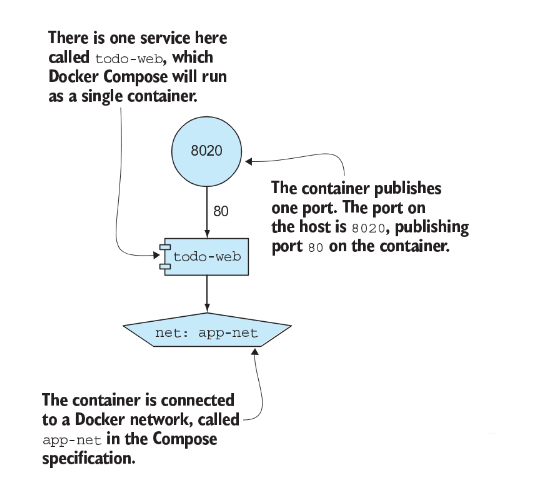 There is one service here
called todo-web, which
Docker Compose will run
as a single container.
8020
80
The container publishes
one port. The port on
the host is 8020, publishing
port 80 on the container.
todo-web
net: app-net
The container is connected
to a Docker network, called
app-net in the Compose
specification.